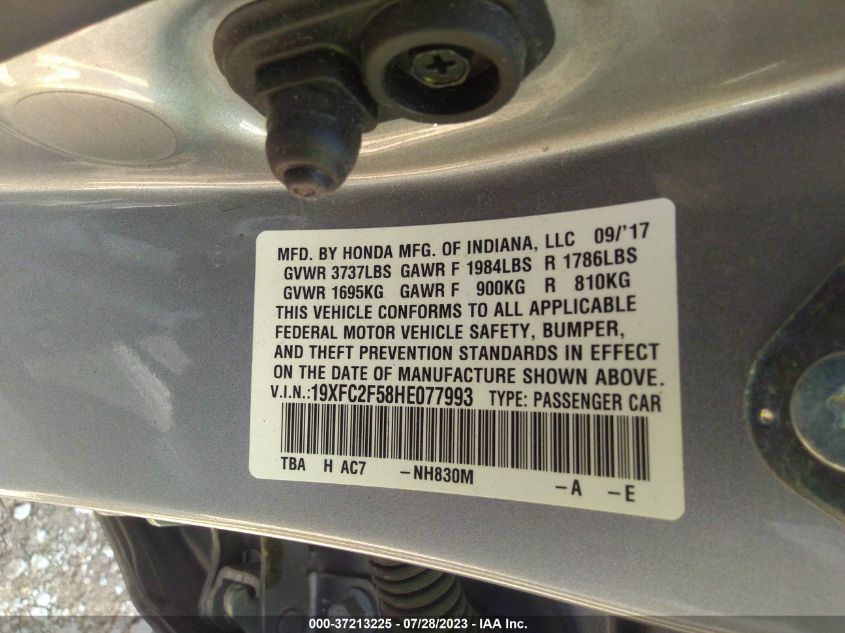 MFD. BY HONDA MFG. OF INDIANA, LLC 09/'17
GVWR 3737LBS GAWR F 1984LBS R 1786LBS
GVWR 1695KG GAWR F 900KG R 810KG
THIS VEHICLE CONFORMS TO ALL APPLICABLE
FEDERAL MOTOR VEHICLE SAFETY, BUMPER,
AND THEFT PREVENTION STANDARDS IN EFFECT
ON THE DATE OF MANUFACTURE SHOWN ABOVE.
V.I.N.:19XFC2F58HE077993 TYPE: PASSENGER CAR
TBA H AC7 -NH830M -A -E
000-37213225 - 07/28/2023 - IAA Inc.